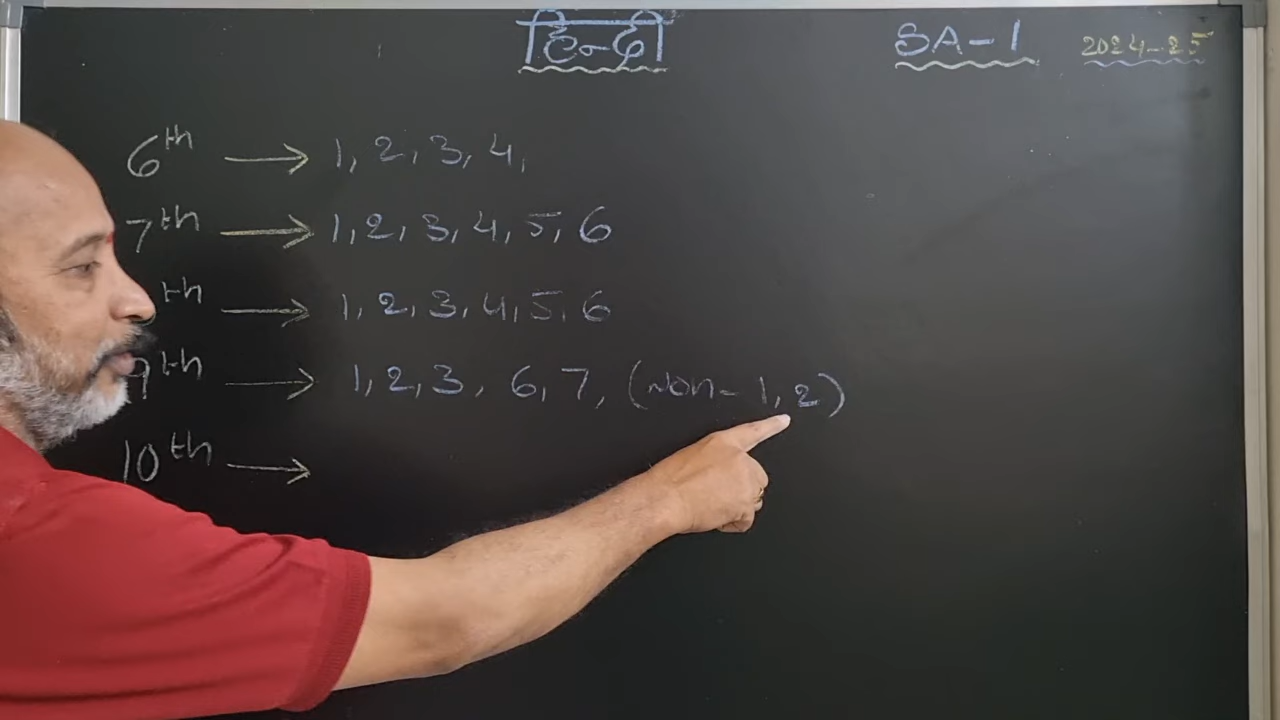 हिन्दी SA-1 2024-25
6th → 1, 2, 3, 4,
7th → 1, 2, 3, 4, 5, 6
th → 1, 2, 3, 4, 5, 6
9th → 1, 2, 3, 6, 7, (Non- 1, 2)
10th →